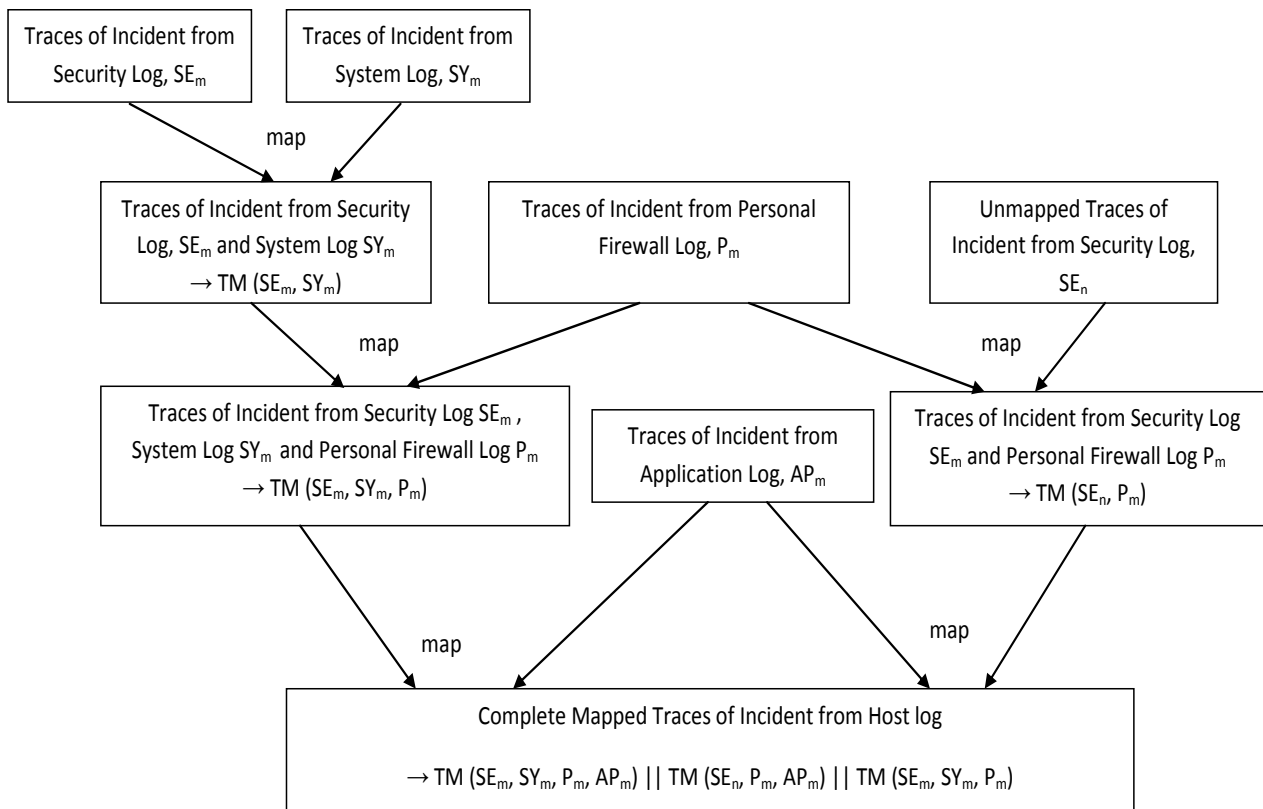 Traces of Incident from
Security Log, SEₘ
Traces of Incident from
System Log, SYₘ
map
Traces of Incident from Security
Log, SEₘ and System Log SYₘ
→ TM (SEₘ, SYₘ)
Traces of Incident from Personal
Firewall Log, Pₘ
Unmapped Traces of
Incident from Security Log,
SEₙ
map
map
Traces of Incident from Security Log SEₘ ,
System Log SYₘ and Personal Firewall Log Pₘ
→ TM (SEₘ, SYₘ, Pₘ)
Traces of Incident from
Application Log, APₘ
Traces of Incident from Security Log
SEₘ and Personal Firewall Log Pₘ
→ TM (SEₙ, Pₘ)
map
map
Complete Mapped Traces of Incident from Host log
→ TM (SEₘ, SYₘ, Pₘ, APₘ) || TM (SEₙ, Pₘ, APₘ) || TM (SEₘ, SYₘ, Pₘ)